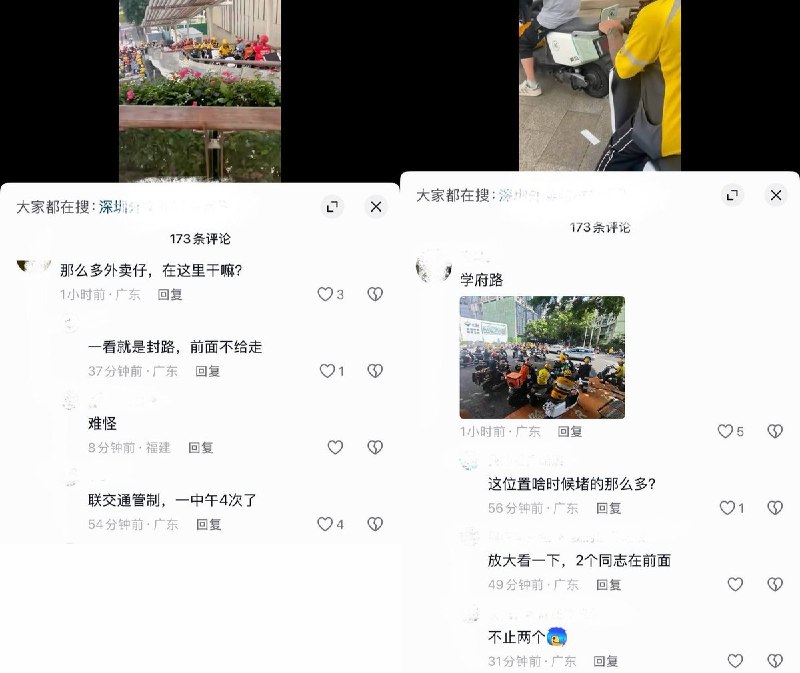 大家都在搜:深圳
173条评论
那么多外卖仔，在这里干嘛?
1小时前·广东 回复
3
一看就是封路，前面不给走
37分钟前·广东 回复
1
难怪
8分钟前·福建 回复
联交通管制，一中午4次了
54分钟前·广东 回复
4
大家都在搜:深圳
173条评论
学府路
1小时前·广东 回复
5
这位置啥时候堵的那么多?
56分钟前·广东 回复
1
放大看一下，2个同志在前面
49分钟前·广东 回复
不止两个
31分钟前·广东 回复